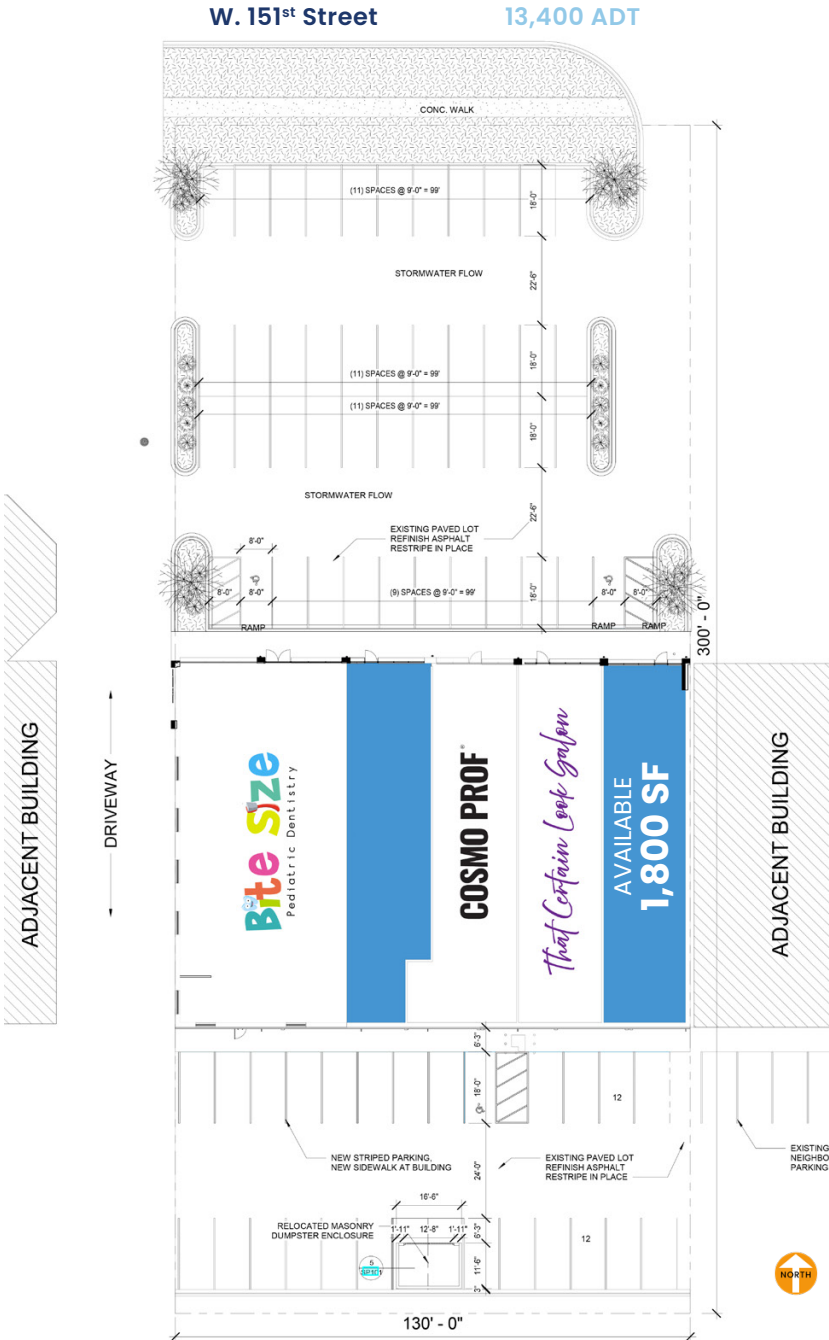 W. 151st Street
13,400 ADT
CONC. WALK
(11) SPACES @ 9'-0" = 99'
18'-0"
STORMWATER FLOW
22'-6"
18'-0"
(11) SPACES @ 9'-0" = 99'
(11) SPACES @ 9'-0" = 99'
18'-0"
STORMWATER FLOW
22'-6"
EXISTING PAVED LOT
REFINISH ASPHALT
RESTRIPE IN PLACE
8'-0"
8'-0"
8'-0"
(9) SPACES @ 9'-0" = 99'
18'-0"
8'-0"
8'-0"
RAMP
RAMP
RAMP
300' - 0"
ADJACENT BUILDING
DRIVEWAY
Bite Size
Pediatric Dentistry
COSMO PROF
That Certain Look Salon
AVAILABLE
1,800 SF
ADJACENT BUILDING
6'-3"
18'-0"
12
NEW STRIPED PARKING,
NEW SIDEWALK AT BUILDING
24'-0"
EXISTING PAVED LOT
REFINISH ASPHALT
RESTRIPE IN PLACE
EXISTING
NEIGHBO
PARKING
16'-6"
RELOCATED MASONRY
DUMPSTER ENCLOSURE
1'-11"
12'-8"
1'-11"
6'-3"
12
5
SP101
11'-6"
3"
NORTH
130' - 0"